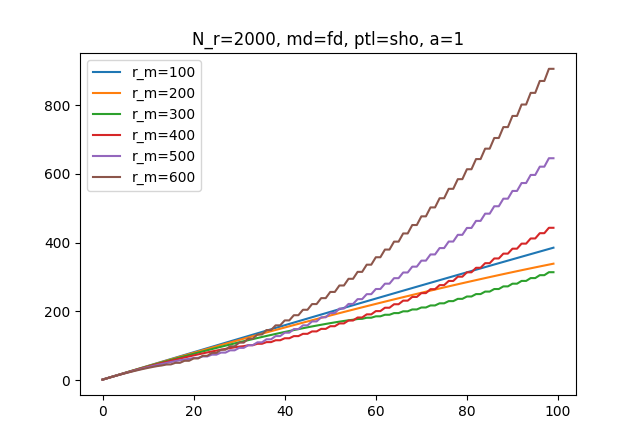 N_r=2000, md=fd, ptl=sho, a=1
r_m=100
r_m=200
r_m=300
r_m=400
r_m=500
r_m=600
800
600
400
200
0
0 20 40 60 80 100